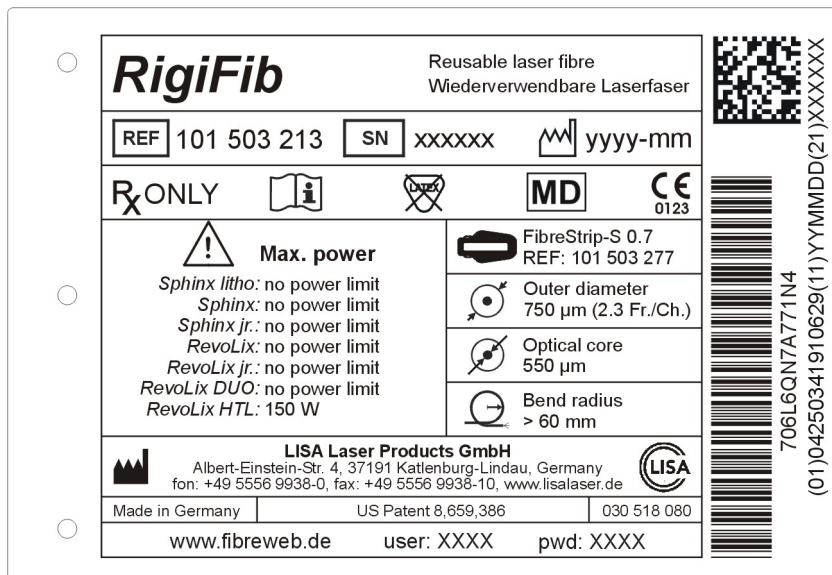 RigiFib
Reusable laser fibre
Wiederverwendbare Laserfaser
REF 101 503 213 SN xxxxxx yyyy-mm
Rx ONLY i LATEX MD CE 0123
! Max. power
Sphinx litho: no power limit
Sphinx: no power limit
Sphinx jr.: no power limit
RevoLix: no power limit
RevoLix jr.: no power limit
RevoLix DUO: no power limit
RevoLix HTL: 150 W
FibreStrip-S 0.7
REF: 101 503 277
Outer diameter
750 µm (2.3 Fr./Ch.)
Optical core
550 µm
Bend radius
> 60 mm
LISA Laser Products GmbH
Albert-Einstein-Str. 4, 37191 Katlenburg-Lindau, Germany
fon: +49 5556 9938-0, fax: +49 5556 9938-10, www.lisalaser.de
LISA
Made in Germany US Patent 8,659,386 030 518 080
www.fibreweb.de user: XXXX pwd: XXXX
706L6QN7A771N4
(01)04250341910629(11)YYMMDD(21)XXXXXX